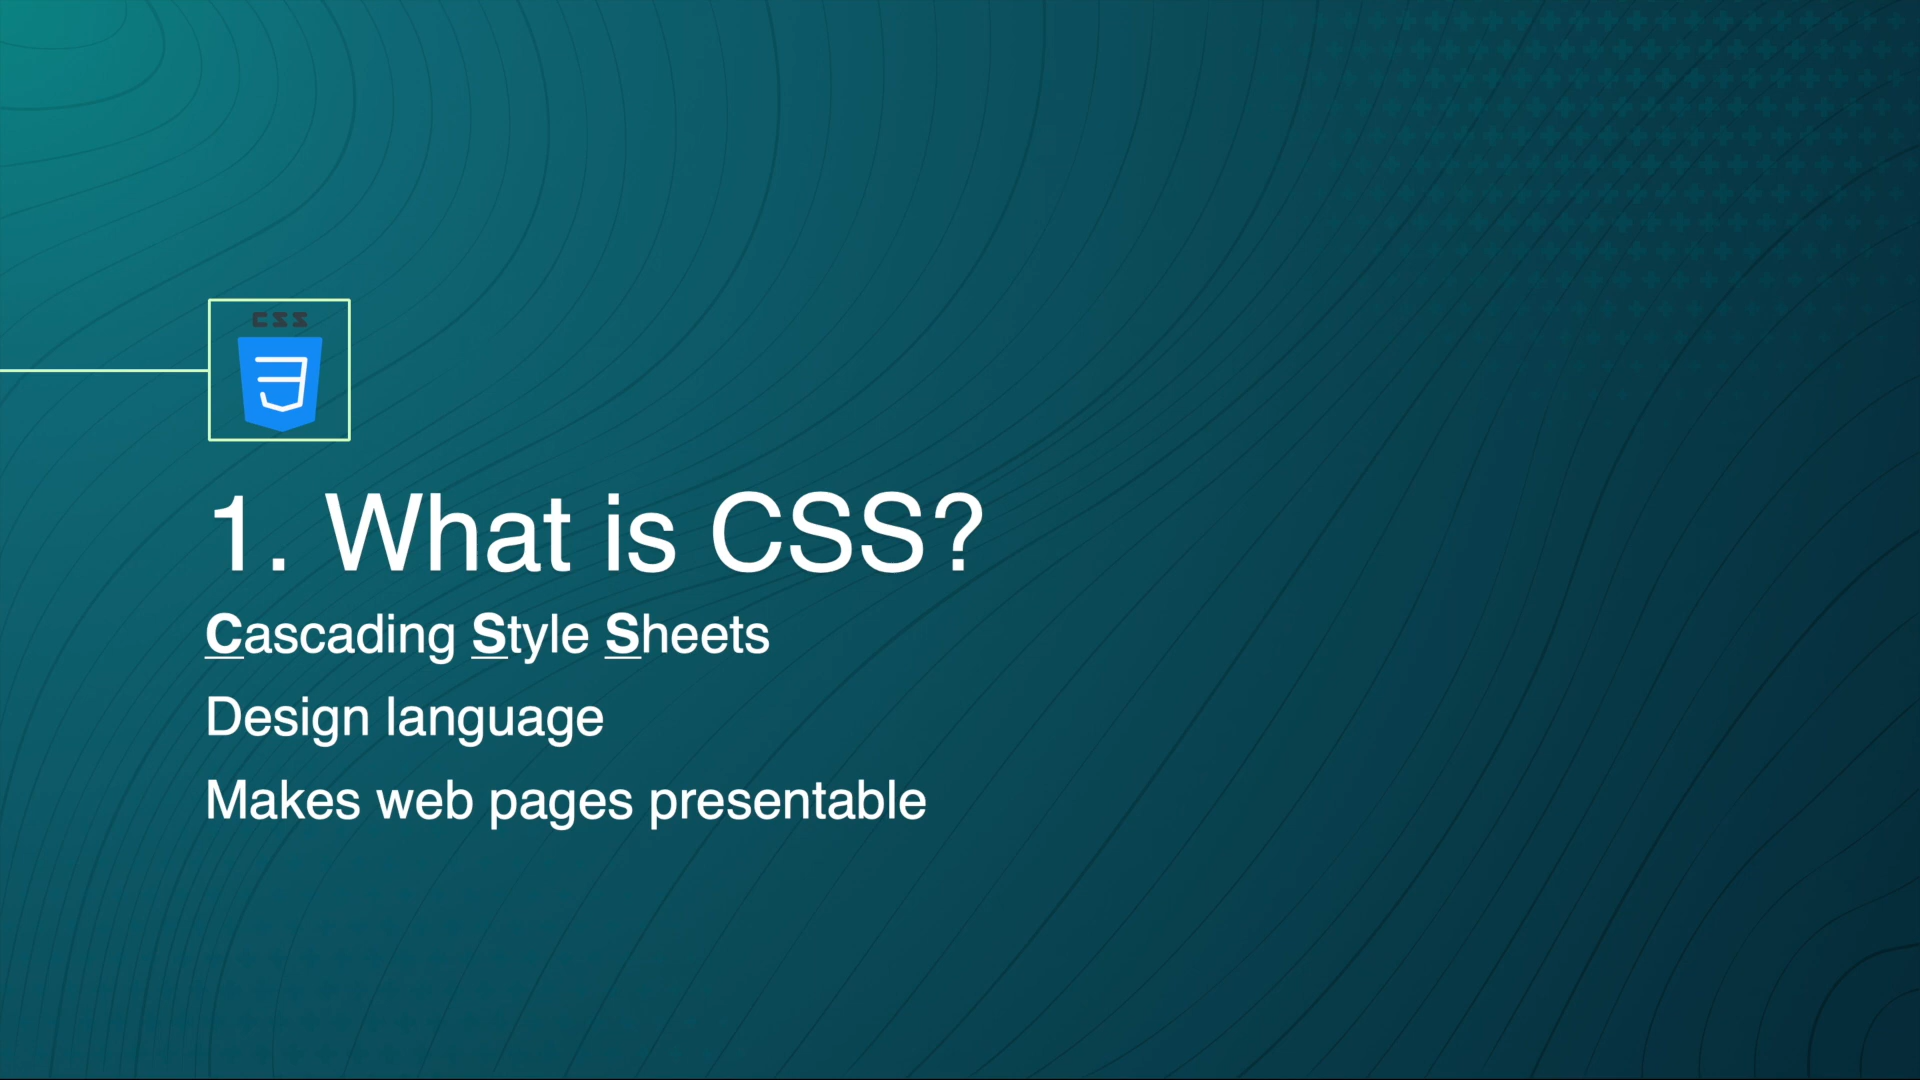 CSS
1. What is CSS?
Cascading Style Sheets
Design language
Makes web pages presentable